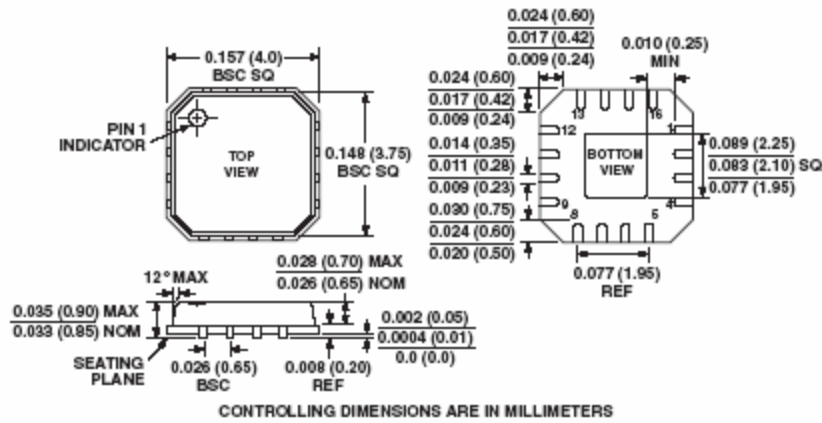 0.157 (4.0)
BSC SQ
PIN 1
INDICATOR
TOP
VIEW
0.148 (3.75)
BSC SQ
0.024 (0.60)
0.017 (0.42)
0.009 (0.24)
0.010 (0.25)
MIN
0.024 (0.60)
0.017 (0.42)
0.009 (0.24)
0.014 (0.35)
0.011 (0.28)
0.009 (0.23)
0.030 (0.75)
0.024 (0.60)
0.020 (0.50)
13
16
12
1
BOTTOM
VIEW
9
4
8
5
0.089 (2.25)
0.083 (2.10) SQ
0.077 (1.95)
0.077 (1.95)
REF
12° MAX
0.028 (0.70) MAX
0.026 (0.65) NOM
0.035 (0.90) MAX
0.033 (0.85) NOM
SEATING
PLANE
0.026 (0.65)
BSC
0.008 (0.20)
REF
0.002 (0.05)
0.0004 (0.01)
0.0 (0.0)
CONTROLLING DIMENSIONS ARE IN MILLIMETERS